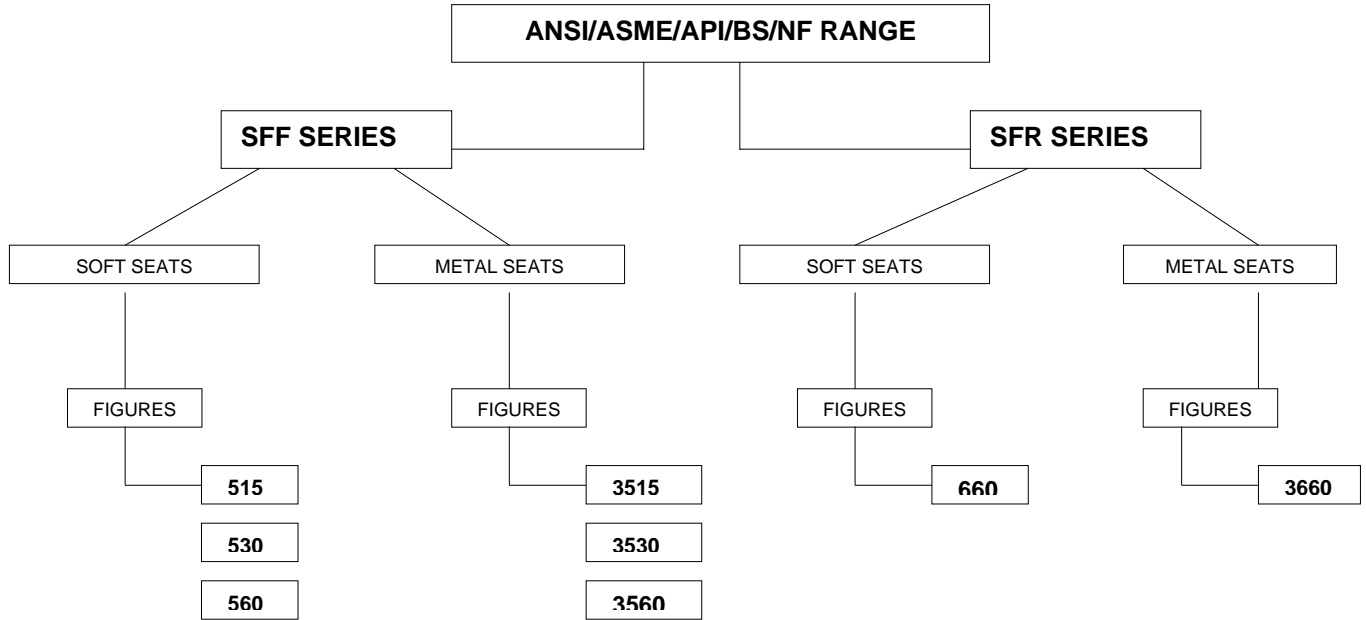 ANSI/ASME/API/BS/NF RANGE
SFF SERIES
SFR SERIES
SOFT SEATS
METAL SEATS
SOFT SEATS
METAL SEATS
FIGURES
FIGURES
FIGURES
FIGURES
515
3515
660
3660
530
3530
560
3560